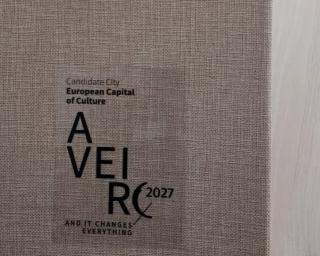 Candidate City
European Capital
of Culture
A
VEI
RO 2027
AND IT CHANGES
EVERYTHING